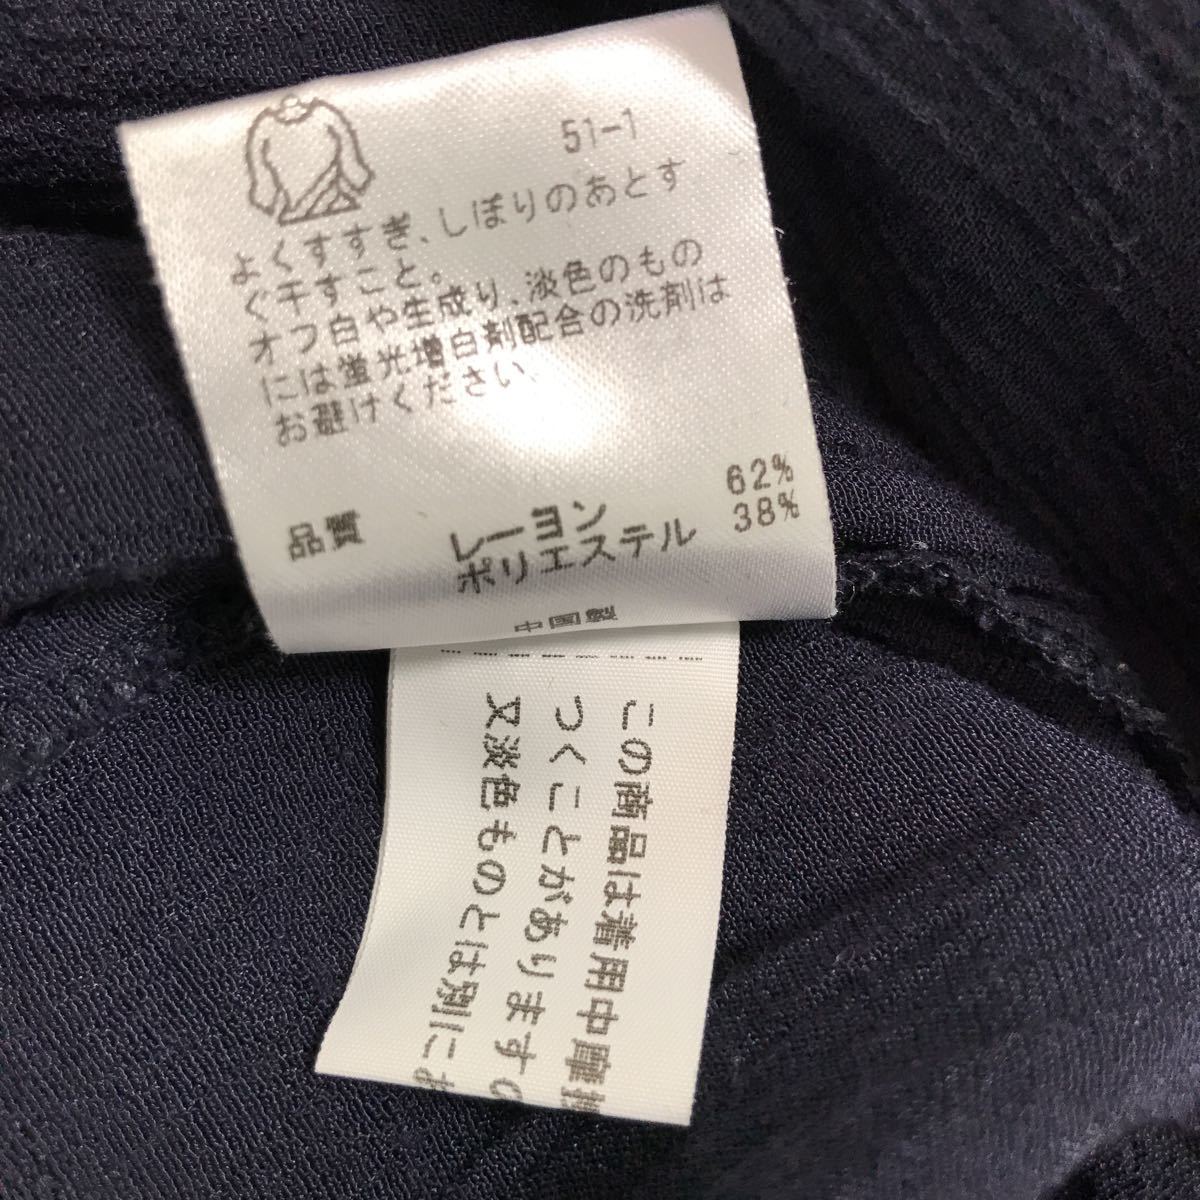 51-1
よくすすぎ、しぼりのあとす
ぐ干すこと。
オフ白や生成り、淡色のもの
には蛍光増白剤配合の洗剤は
お避けください。
品質 レーヨン 62%
ポリエステル 38%
中国製
この商品は着用中摩擦
つくことがあります
又淡色ものとは別にお